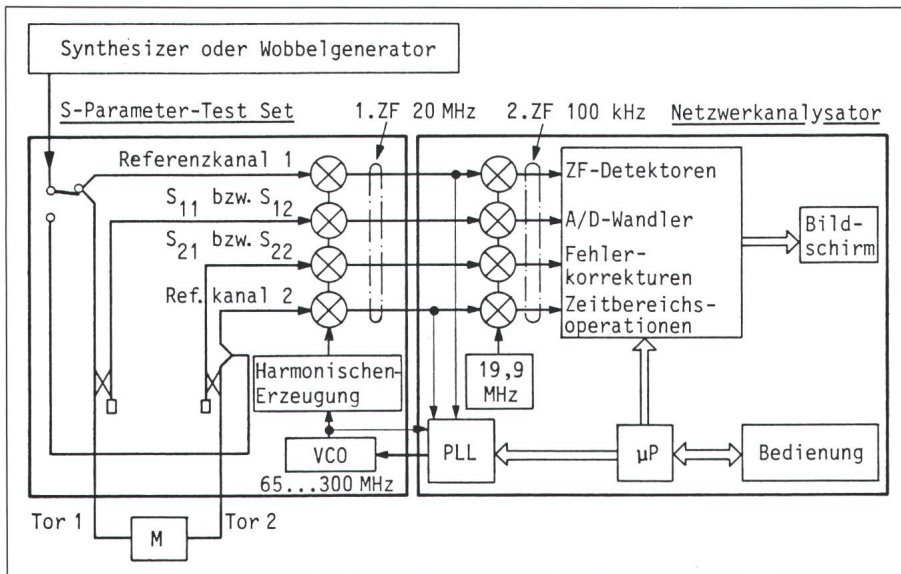 Synthesizer oder Wobbelgenerator
S-Parameter-Test Set
1.ZF 20 MHz
2.ZF 100 kHz
Netzwerkanalysator
Referenzkanal 1
S11 bzw. S12
S21 bzw. S22
Ref. kanal 2
ZF-Detektoren
A/D-Wandler
Fehler-
korrekturen
Zeitbereichs-
operationen
Bild-
schirm
Harmonischen-
Erzeugung
19,9
MHz
VCO
65...300 MHz
PLL
µP
Bedienung
Tor 1
M
Tor 2